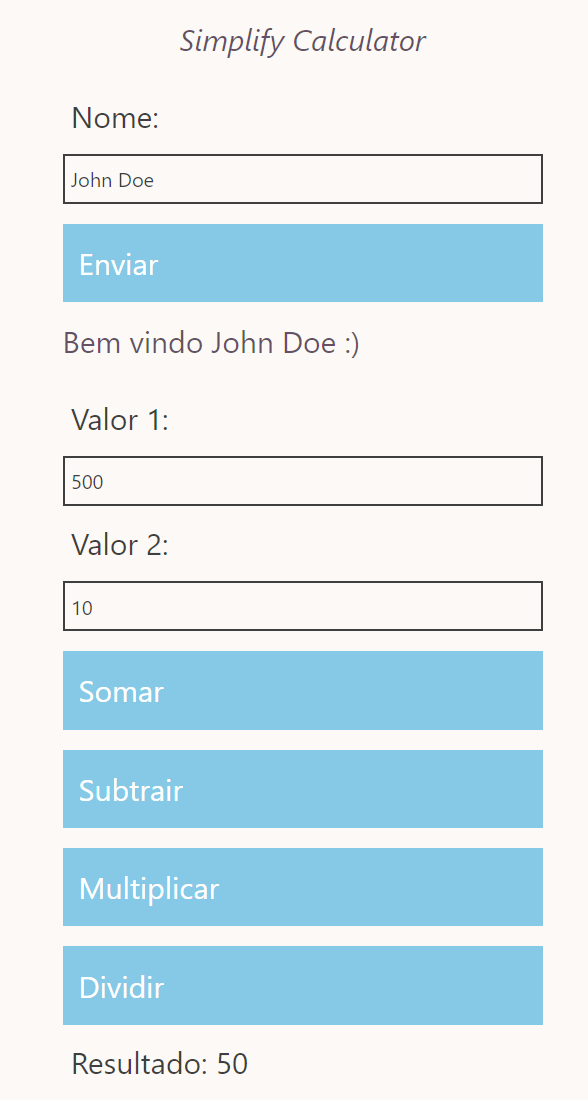 Simplify Calculator
Nome:
John Doe
Enviar
Bem vindo John Doe :)
Valor 1:
500
Valor 2:
10
Somar
Subtrair
Multiplicar
Dividir
Resultado: 50